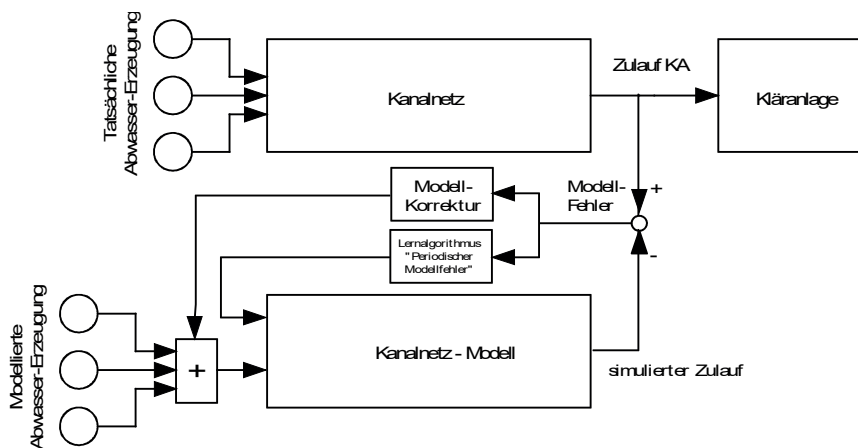 Tatsächliche
Abwasser-Erzeugung
Kanalnetz
Zulauf KA
Kläranlage
Modell-
Korrektur
Modell-
Fehler
+
-
Lernalgorithmus
"Periodischer
Modellfehler"
Modellierte
Abwasser-Erzeugung
+
Kanalnetz - Modell
simulierter Zulauf